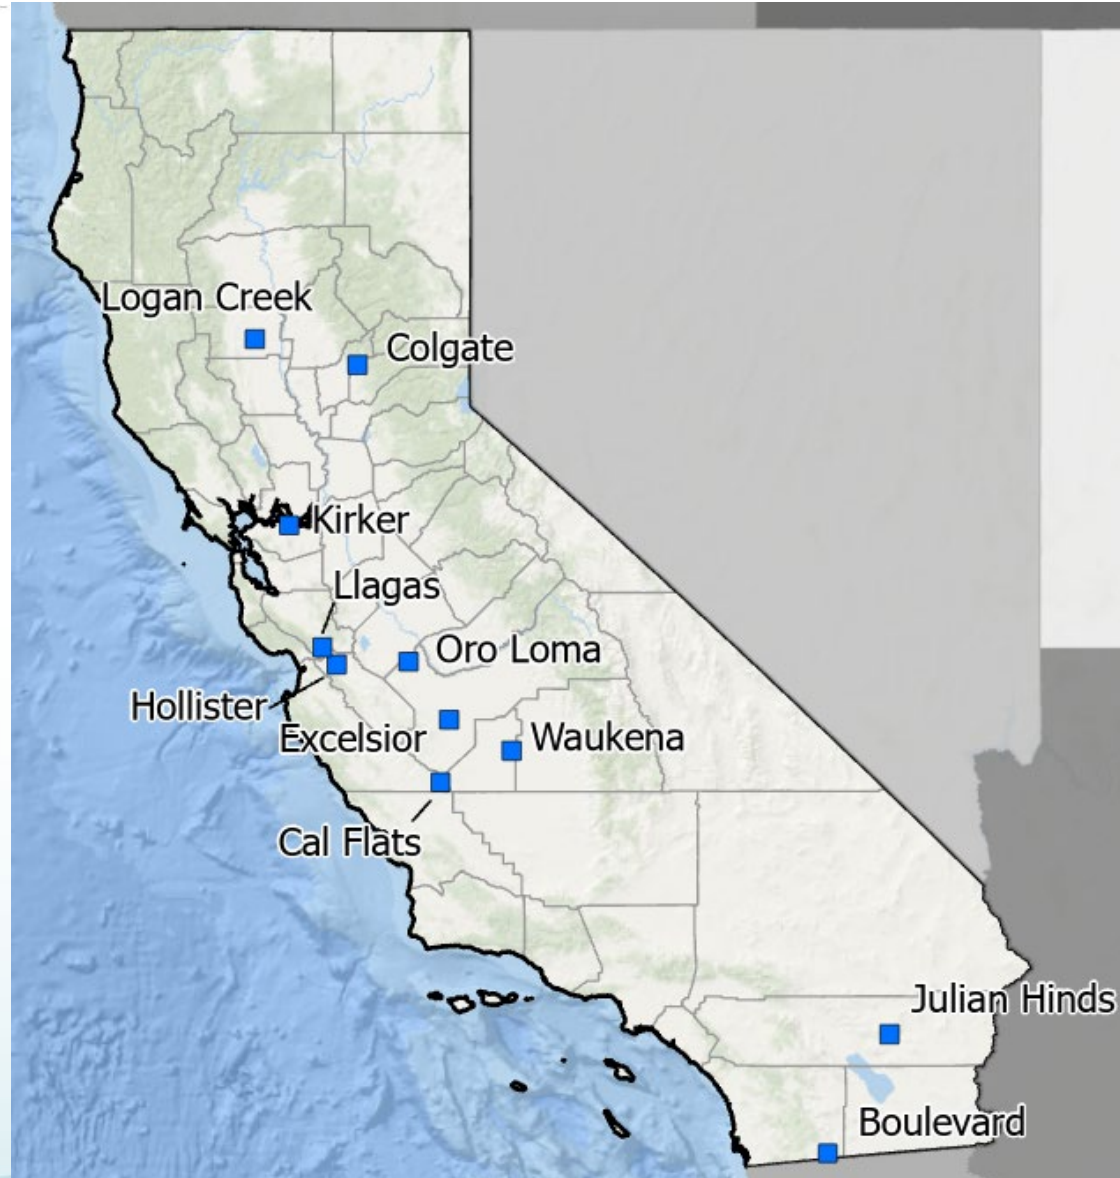 Logan Creek
Colgate
Kirker
Llagas
Oro Loma
Hollister
Excelsior
Waukena
Cal Flats
Julian Hinds
Boulevard